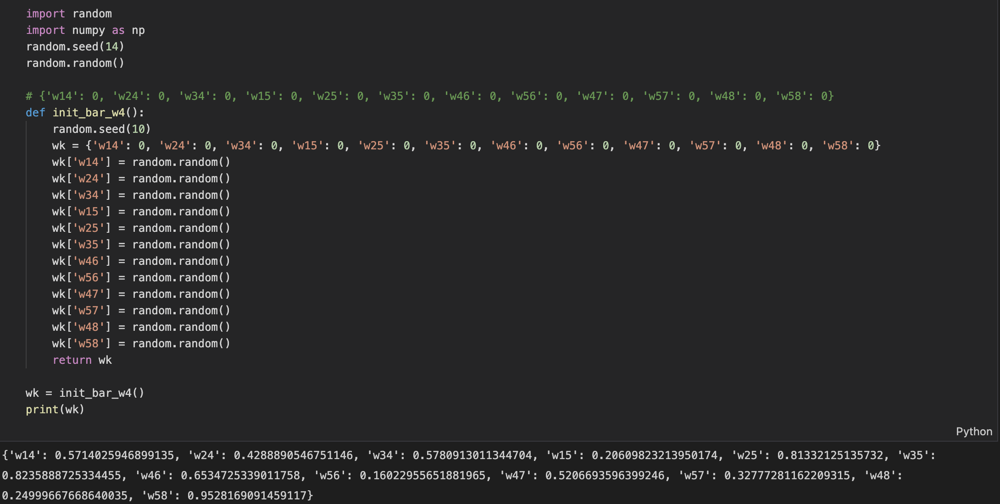 import random
import numpy as np
random.seed(14)
random.random()
# {'w14': 0, 'w24': 0, 'w34': 0, 'w15': 0, 'w25': 0, 'w35': 0, 'w46': 0, 'w56': 0, 'w47': 0, 'w57': 0, 'w48': 0, 'w58': 0}
def init_bar_w4():
    random.seed(10)
    wk = {'w14': 0, 'w24': 0, 'w34': 0, 'w15': 0, 'w25': 0, 'w35': 0, 'w46': 0, 'w56': 0, 'w47': 0, 'w57': 0, 'w48': 0, 'w58': 0}
    wk['w14'] = random.random()
    wk['w24'] = random.random()
    wk['w34'] = random.random()
    wk['w15'] = random.random()
    wk['w25'] = random.random()
    wk['w35'] = random.random()
    wk['w46'] = random.random()
    wk['w56'] = random.random()
    wk['w47'] = random.random()
    wk['w57'] = random.random()
    wk['w48'] = random.random()
    wk['w58'] = random.random()
    return wk
wk = init_bar_w4()
print(wk)
Python
{'w14': 0.5714025946899135, 'w24': 0.4288890546751146, 'w34': 0.5780913011344704, 'w15': 0.20609823213950174, 'w25': 0.81332125135732, 'w35':
0.8235888725334455, 'w46': 0.6534725339011758, 'w56': 0.16022955651881965, 'w47': 0.5206693596399246, 'w57': 0.32777281162209315, 'w48':
0.24999667668640035, 'w58': 0.9528169091459117}